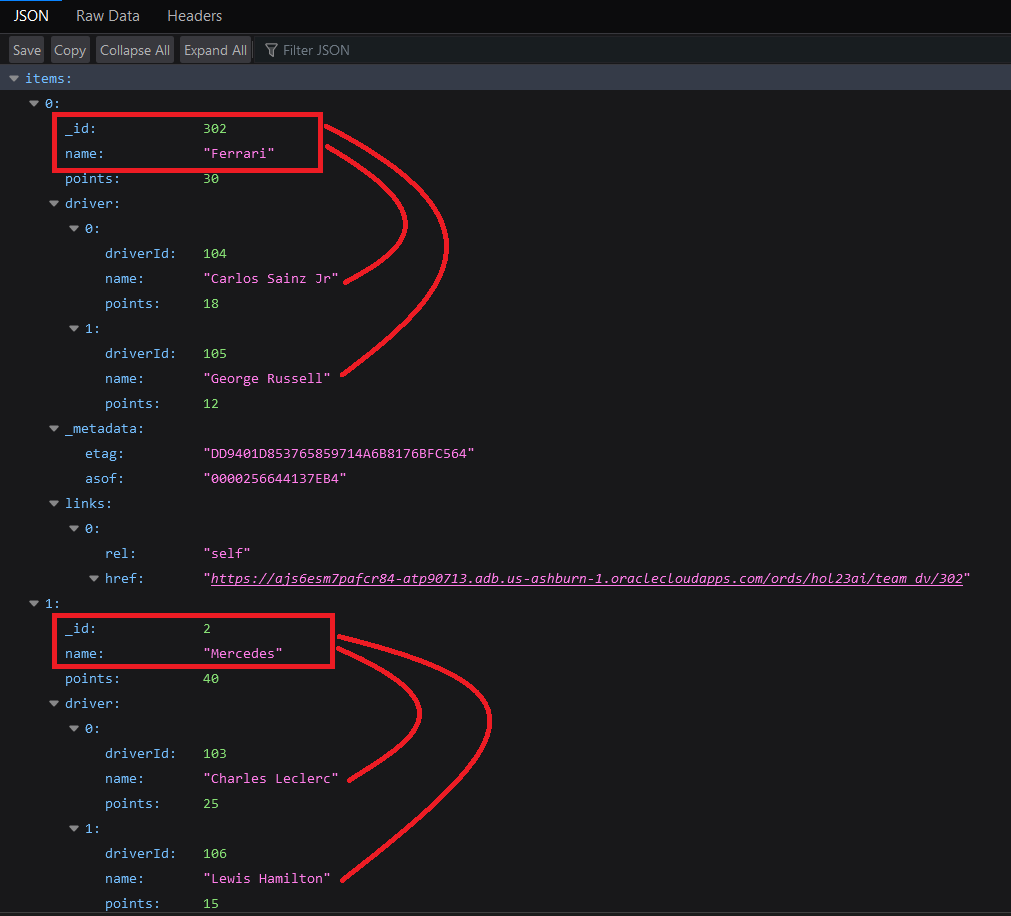 JSON Raw Data Headers
Save Copy Collapse All Expand All Filter JSON
items:
0:
_id: 302
name: "Ferrari"
points: 30
driver:
0:
driverId: 104
name: "Carlos Sainz Jr"
points: 18
1:
driverId: 105
name: "George Russell"
points: 12
_metadata:
etag: "DD9401D853765859714A6B8176BFC564"
asof: "0000256644137EB4"
links:
0:
rel: "self"
href: "https://ajs6esm7pafcr84-atp90713.adb.us-ashburn-1.oraclecloudapps.com/ords/hol23ai/team_dv/302"
1:
_id: 2
name: "Mercedes"
points: 40
driver:
0:
driverId: 103
name: "Charles Leclerc"
points: 25
1:
driverId: 106
name: "Lewis Hamilton"
points: 15